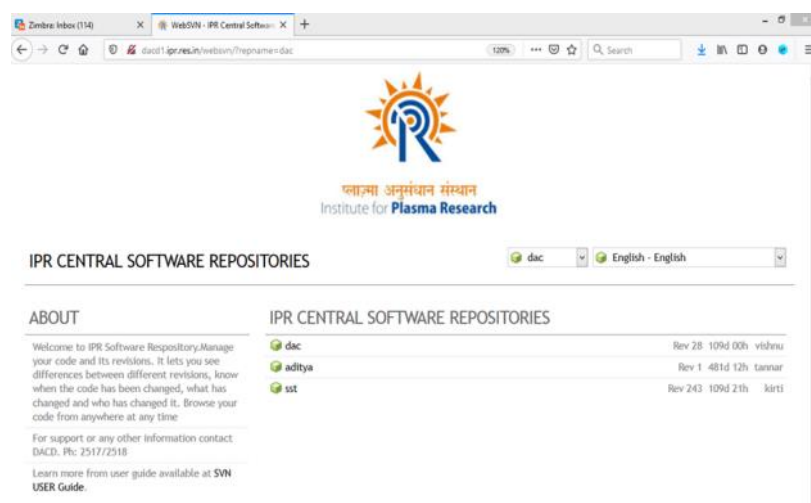 Zimbra: Inbox (114)
WebSVN - IPR Central Softwar
dacd1.ipr.res.in/websvn/?repname=dac
120%
Search
प्लाज़्मा अनुसंधान संस्थान
Institute for Plasma Research
IPR CENTRAL SOFTWARE REPOSITORIES
dac
English - English
ABOUT
Welcome to IPR Software Respository.Manage
your code and its revisions. It lets you see
differences between different revisions, know
when the code has been changed, what has
changed and who has changed it. Browse your
code from anywhere at any time
For support or any other information contact
DACD. Ph: 2517/2518
Learn more from user guide available at SVN
USER Guide.
IPR CENTRAL SOFTWARE REPOSITORIES
dac Rev 28 109d 00h vishnu
aditya Rev 1 481d 12h tannar
sst Rev 243 109d 21h kirti